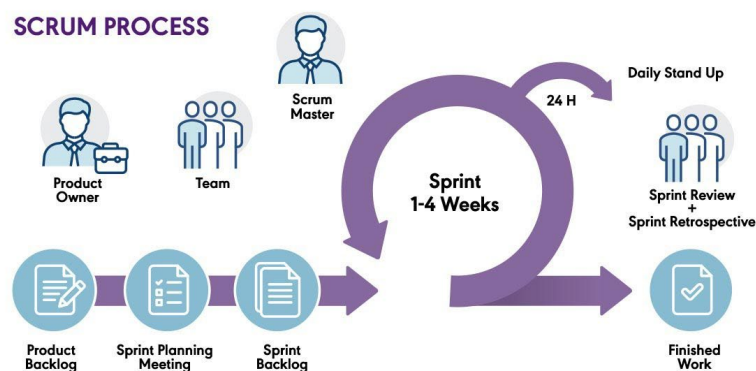 SCRUM PROCESS
Product
Owner
Team
Scrum
Master
Sprint
1-4 Weeks
24 H
Daily Stand Up
Sprint Review
+
Sprint Retrospective
Product
Backlog
Sprint Planning
Meeting
Sprint
Backlog
Finished
Work